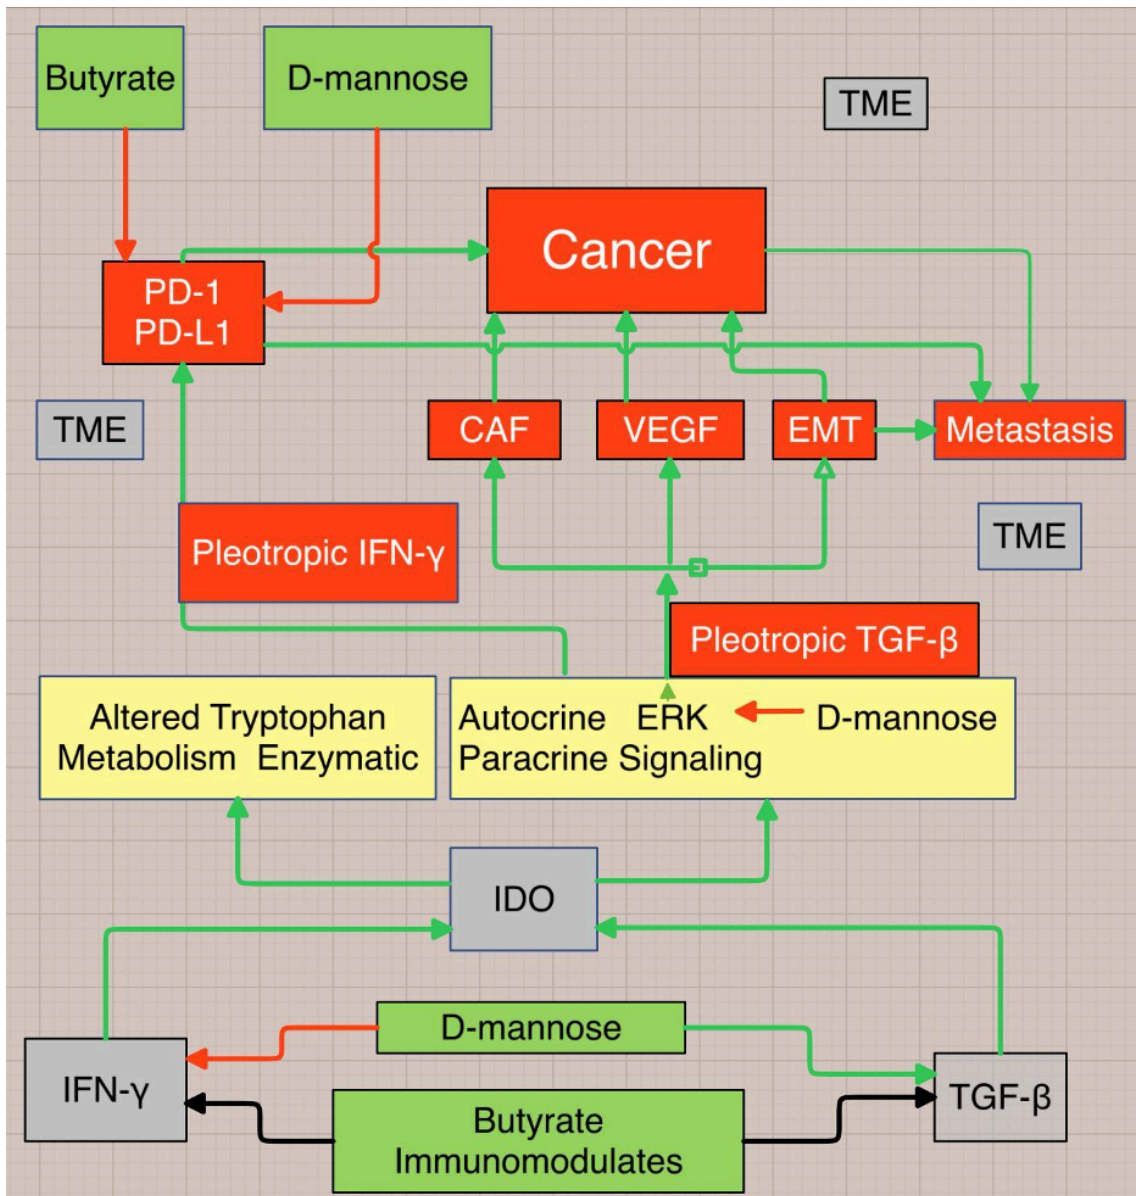 Butyrate
D-mannose
TME
Cancer
PD-1
PD-L1
TME
CAF
VEGF
EMT
Metastasis
Pleotropic IFN-γ
TME
Pleotropic TGF-β
Altered Tryptophan
Metabolism Enzymatic
Autocrine ERK D-mannose
Paracrine Signaling
IDO
D-mannose
IFN-γ
TGF-β
Butyrate
Immunomodulates